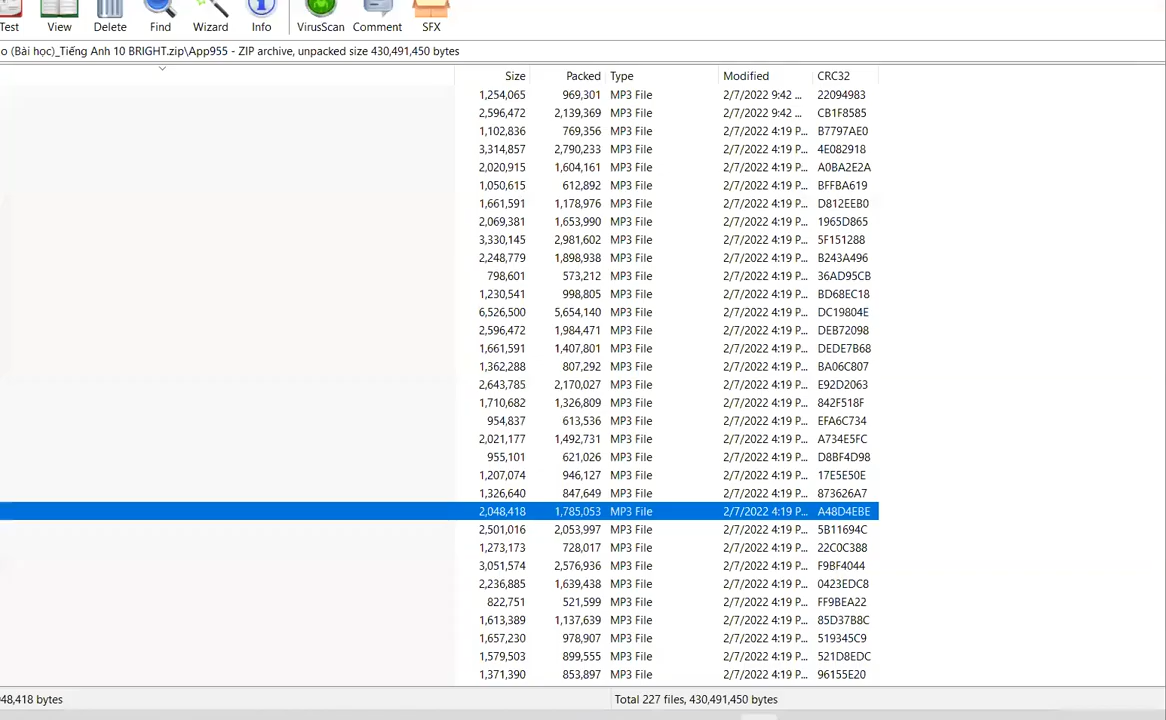 Test View Delete Find Wizard Info VirusScan Comment SFX
o (Bài học)_Tiếng Anh 10 BRIGHT.zip\App955 - ZIP archive, unpacked size 430,491,450 bytes
Size Packed Type Modified CRC32
1,254,065 969,301 MP3 File 2/7/2022 9:42 ... 22094983
2,596,472 2,139,369 MP3 File 2/7/2022 9:42 ... CB1F8585
1,102,836 769,356 MP3 File 2/7/2022 4:19 P... B7797AE0
3,314,857 2,790,233 MP3 File 2/7/2022 4:19 P... 4E082918
2,020,915 1,604,161 MP3 File 2/7/2022 4:19 P... A0BA2E2A
1,050,615 612,892 MP3 File 2/7/2022 4:19 P... BFFBA619
1,661,591 1,178,976 MP3 File 2/7/2022 4:19 P... D812EEB0
2,069,381 1,653,990 MP3 File 2/7/2022 4:19 P... 1965D865
3,330,145 2,981,602 MP3 File 2/7/2022 4:19 P... 5F151288
2,248,779 1,898,938 MP3 File 2/7/2022 4:19 P... B243A496
798,601 573,212 MP3 File 2/7/2022 4:19 P... 36AD95CB
1,230,541 998,805 MP3 File 2/7/2022 4:19 P... BD68EC18
6,526,500 5,654,140 MP3 File 2/7/2022 4:19 P... DC19804E
2,596,472 1,984,471 MP3 File 2/7/2022 4:19 P... DEB72098
1,661,591 1,407,801 MP3 File 2/7/2022 4:19 P... DEDE7B68
1,362,288 807,292 MP3 File 2/7/2022 4:19 P... BA06C807
2,643,785 2,170,027 MP3 File 2/7/2022 4:19 P... E92D2063
1,710,682 1,326,809 MP3 File 2/7/2022 4:19 P... 842F518F
954,837 613,536 MP3 File 2/7/2022 4:19 P... EFA6C734
2,021,177 1,492,731 MP3 File 2/7/2022 4:19 P... A734E5FC
955,101 621,026 MP3 File 2/7/2022 4:19 P... D8BF4D98
1,207,074 946,127 MP3 File 2/7/2022 4:19 P... 17E5E50E
1,326,640 847,649 MP3 File 2/7/2022 4:19 P... 873626A7
2,048,418 1,785,053 MP3 File 2/7/2022 4:19 P... A48D4EBE
2,501,016 2,053,997 MP3 File 2/7/2022 4:19 P... 5B11694C
1,273,173 728,017 MP3 File 2/7/2022 4:19 P... 22C0C388
3,051,574 2,576,936 MP3 File 2/7/2022 4:19 P... F9BF4044
2,236,885 1,639,438 MP3 File 2/7/2022 4:19 P... 0423EDC8
822,751 521,599 MP3 File 2/7/2022 4:19 P... FF9BEA22
1,613,389 1,137,639 MP3 File 2/7/2022 4:19 P... 85D37B8C
1,657,230 978,907 MP3 File 2/7/2022 4:19 P... 519345C9
1,579,503 899,555 MP3 File 2/7/2022 4:19 P... 521D8EDC
1,371,390 853,897 MP3 File 2/7/2022 4:19 P... 96155E20
48,418 bytes Total 227 files, 430,491,450 bytes